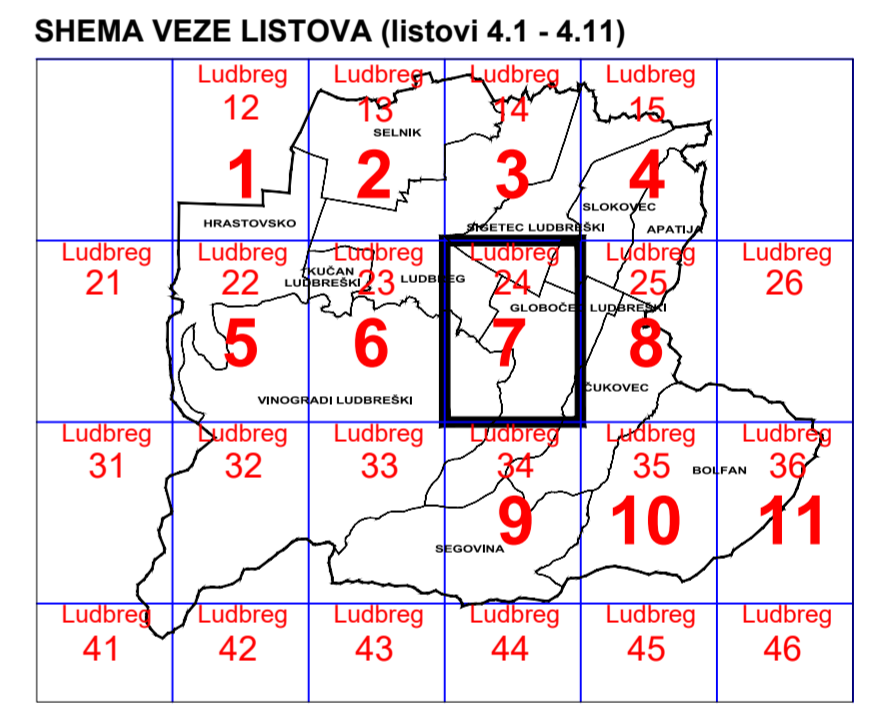 SHEMA VEZE LISTOVA (listovi 4.1 - 4.11)
Ludbreg
12
Ludbreg
13
Ludbreg
14
Ludbreg
15
SELNIK
1
2
3
4
HRASTOVSKO
SIGETEC LUDBREŠKI
SLOKOVEC
APATIJA
Ludbreg
21
Ludbreg
22
Ludbreg
23
Ludbreg
24
Ludbreg
25
Ludbreg
26
KUČAN
LUDBREŠKI
LUDBREG
GLOBOČEC LUDBREŠKI
5
6
7
8
VINOGRADI LUDBREŠKI
ČUKOVEC
Ludbreg
31
Ludbreg
32
Ludbreg
33
Ludbreg
34
Ludbreg
35
Ludbreg
36
BOLFAN
9
10
11
SEGOVINA
Ludbreg
41
Ludbreg
42
Ludbreg
43
Ludbreg
44
Ludbreg
45
Ludbreg
46